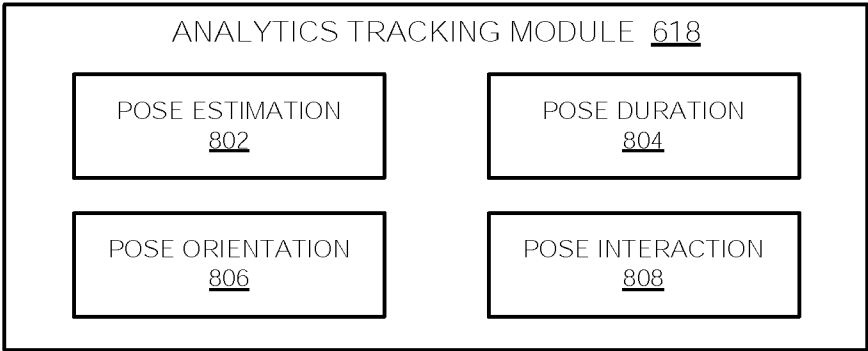 ANALYTICS TRACKING MODULE 618
POSE ESTIMATION
802
POSE DURATION
804
POSE ORIENTATION
806
POSE INTERACTION
808